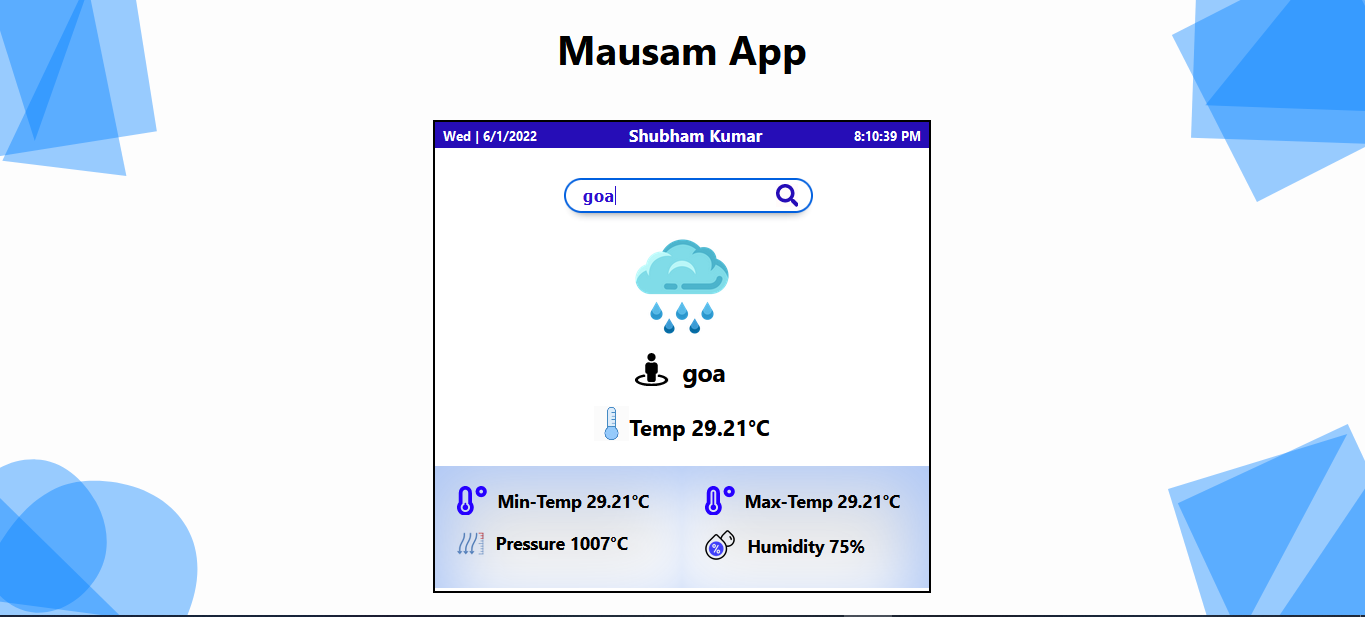 Mausam App
Wed | 6/1/2022 Shubham Kumar 8:10:39 PM
goa
goa
Temp 29.21°C
Min-Temp 29.21°C Max-Temp 29.21°C
Pressure 1007°C Humidity 75%